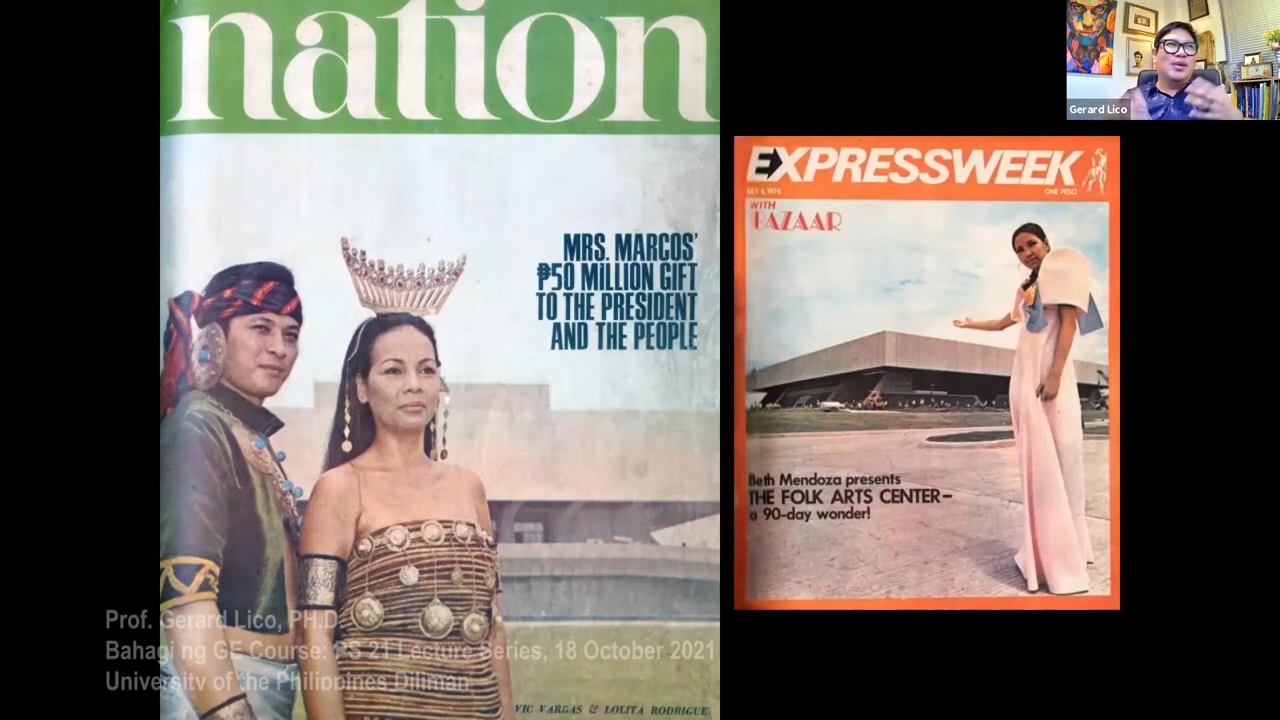 nation
MRS. MARCOS'
₱50 MILLION GIFT
TO THE PRESIDENT
AND THE PEOPLE
Prof. Gerard Lico, PH.D
Bahagi ng GE Course: PS 21 Lecture Series, 18 October 2021
University of the Philippines Diliman
VIC VARGAS & LOLITA RODRIGUE
EXPRESSWEEK
1974
ONE PESO
WITH
BAZAAR
Beth Mendoza presents
THE FOLK ARTS CENTER–
a 90-day wonder!
Gerard Lico